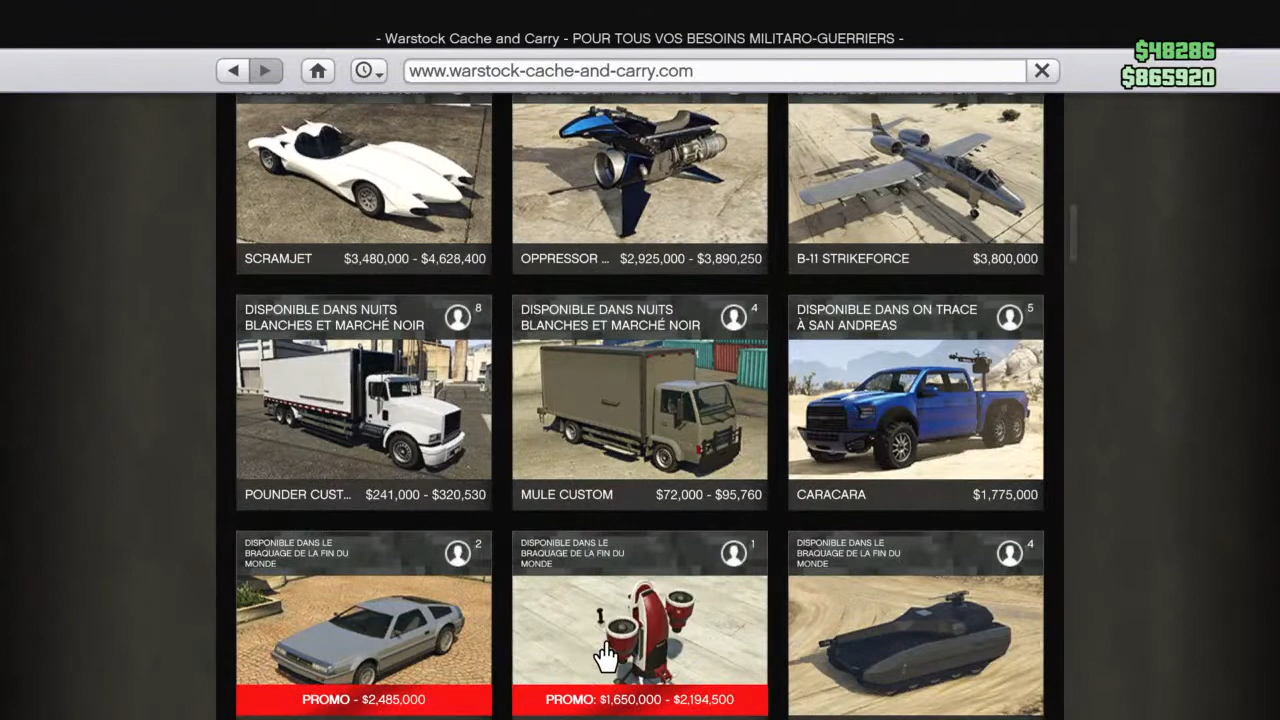 - Warstock Cache and Carry - POUR TOUS VOS BESOINS MILITARO-GUERRIERS -
$48286
www.warstock-cache-and-carry.com
$865920
SCRAMJET $3,480,000 - $4,628,400
OPPRESSOR ... $2,925,000 - $3,890,250
B-11 STRIKEFORCE $3,800,000
DISPONIBLE DANS NUITS
BLANCHES ET MARCHÉ NOIR
8
DISPONIBLE DANS NUITS
BLANCHES ET MARCHÉ NOIR
4
DISPONIBLE DANS ON TRACE
À SAN ANDREAS
5
POUNDER CUST... $241,000 - $320,530
MULE CUSTOM $72,000 - $95,760
CARACARA $1,775,000
DISPONIBLE DANS LE
BRAQUAGE DE LA FIN DU
MONDE
2
DISPONIBLE DANS LE
BRAQUAGE DE LA FIN DU
MONDE
1
DISPONIBLE DANS LE
BRAQUAGE DE LA FIN DU
MONDE
4
PROMO - $2,485,000
PROMO: $1,650,000 - $2,194,500